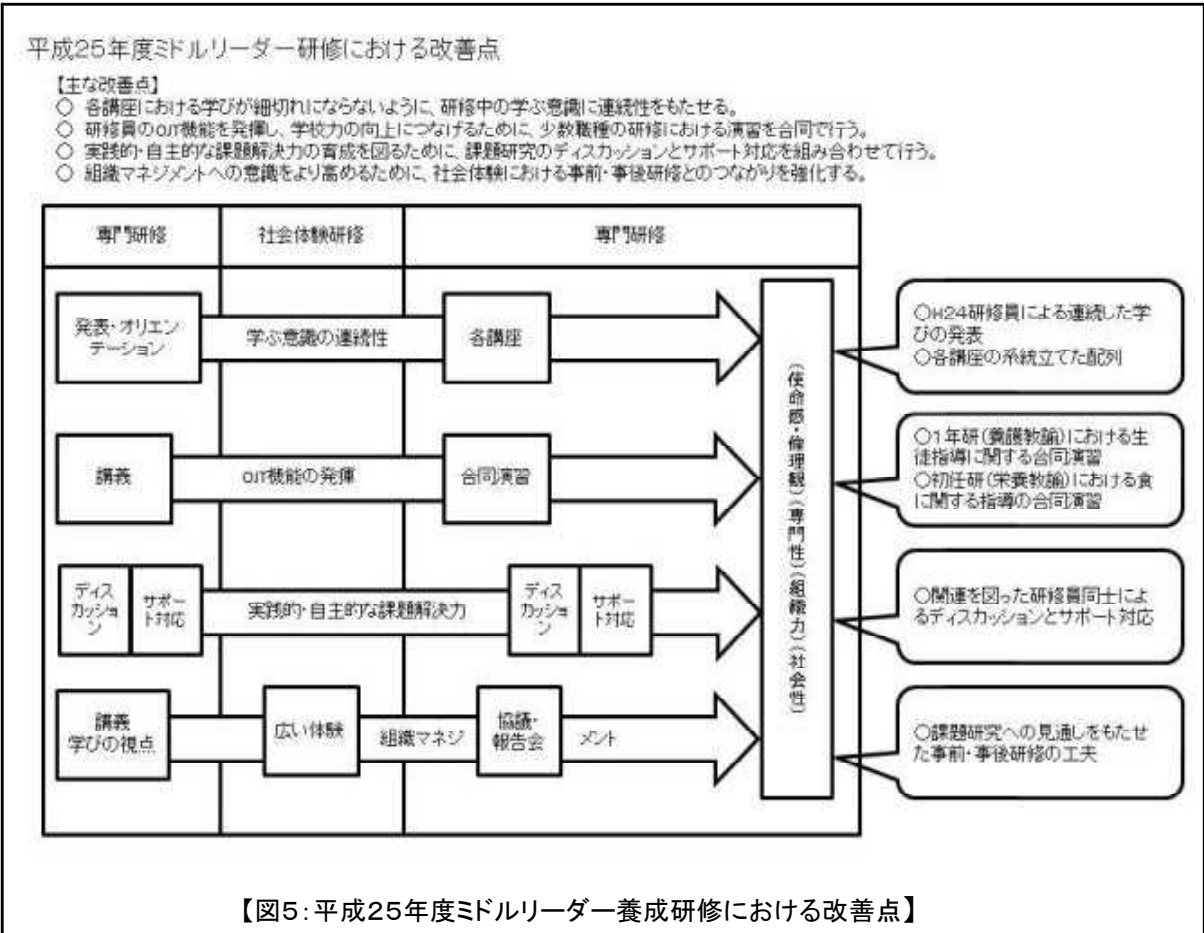 平成25年度ミドルリーダー研修における改善点
【主な改善点】
○ 各講座における学びが細切れにならないように、研修中の学ぶ意識に連続性をもたせる。
○ 研修員のOJT機能を発揮し、学校力の向上につなげるために、少数職種の研修における演習を合同で行う。
○ 実践的・自主的な課題解決力の育成を図るために、課題研究のディスカッションとサポート対応を組み合わせて行う。
○ 組織マネジメントへの意識をより高めるために、社会体験における事前・事後研修とのつながりを強化する。
専門研修
社会体験研修
専門研修
発表・オリエン
テーション
学ぶ意識の連続性
各講座
講義
OJT機能の発揮
合同演習
ディス
カッショ
ン
サポー
ト対応
実践的・自主的な課題解決力
ディス
カッショ
ン
サポー
ト対応
講義
学びの視点
広い体験
組織マネジ
協議・
報告会
メント
(使命感・倫理観)(専門性)(組織力)(社会性)
○H24研修員による連続した学
びの発表
○各講座の系統立てた配列
○1年研(養護教諭)における生
徒指導に関する合同演習
○初任研(栄養教諭)における食
に関する指導の合同演習
○関連を図った研修員同士によ
るディスカッションとサポート対応
○課題研究への見通しをもたせ
た事前・事後研修の工夫
【図5:平成25年度ミドルリーダー養成研修における改善点】